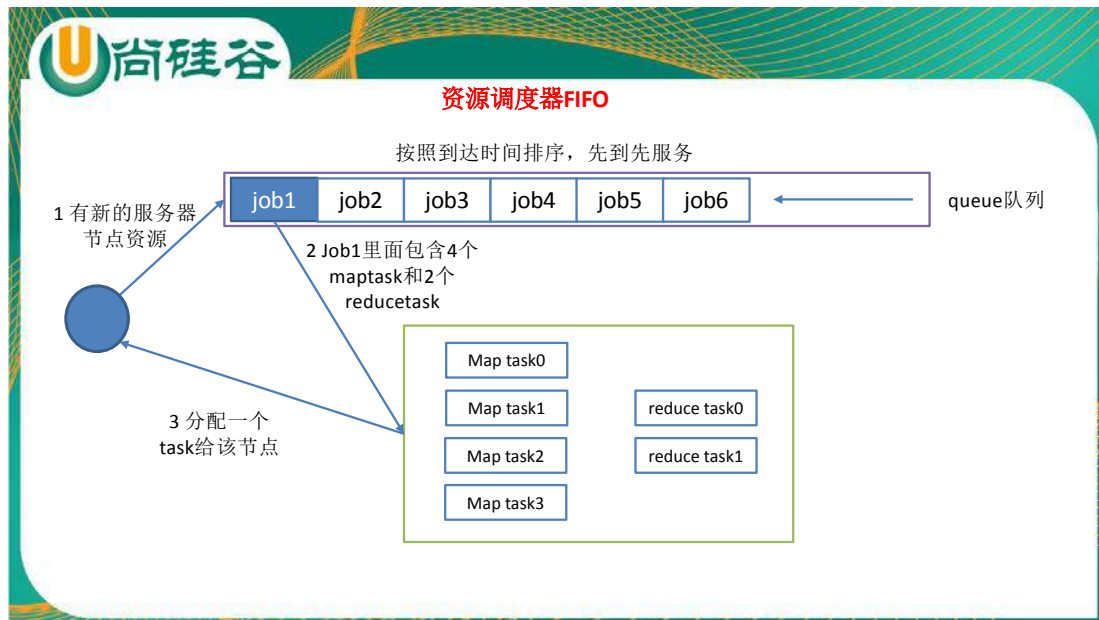 尚硅谷
资源调度器FIFO
按照到达时间排序，先到先服务
job1 job2 job3 job4 job5 job6
queue队列
1 有新的服务器
节点资源
2 Job1里面包含4个
maptask和2个
reducetask
Map task0
Map task1
reduce task0
Map task2
reduce task1
Map task3
3 分配一个
task给该节点